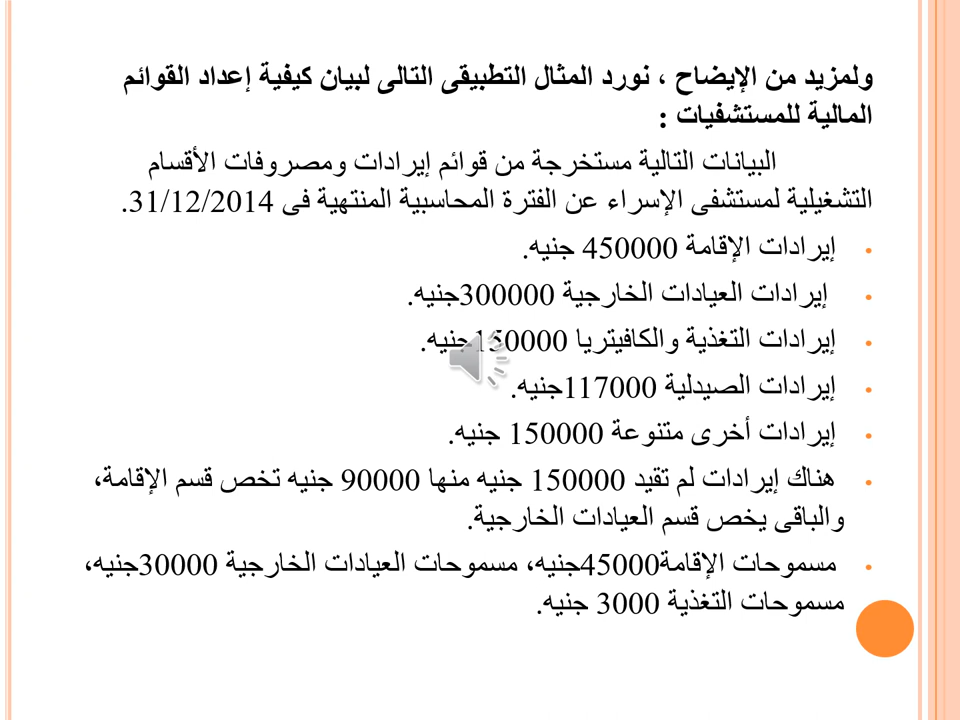 ولمزيد من الإيضاح ، نورد المثال التطبيقى التالى لبيان كيفية إعداد القوائم
المالية للمستشفيات :
البيانات التالية مستخرجة من قوائم إيرادات ومصروفات الأقسام
التشغيلية لمستشفى الإسراء عن الفترة المحاسبية المنتهية فى 31/12/2014.
• إيرادات الإقامة 450000 جنيه.
• إيرادات العيادات الخارجية 300000جنيه.
• إيرادات التغذية والكافيتريا 150000جنيه.
• إيرادات الصيدلية 117000جنيه.
• إيرادات أخرى متنوعة 150000 جنيه.
• هناك إيرادات لم تقيد 150000 جنيه منها 90000 جنيه تخص قسم الإقامة،
والباقى يخص قسم العيادات الخارجية.
• مسموحات الإقامة45000جنيه، مسموحات العيادات الخارجية 30000جنيه،
مسموحات التغذية 3000 جنيه.